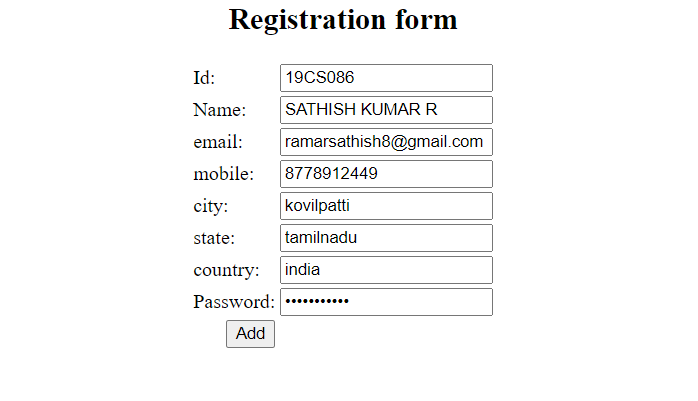 Registration form
Id: 19CS086
Name: SATHISH KUMAR R
email: ramarsathish8@gmail.com
mobile: 8778912449
city: kovilpatti
state: tamilnadu
country: india
Password: •••••••••••
Add